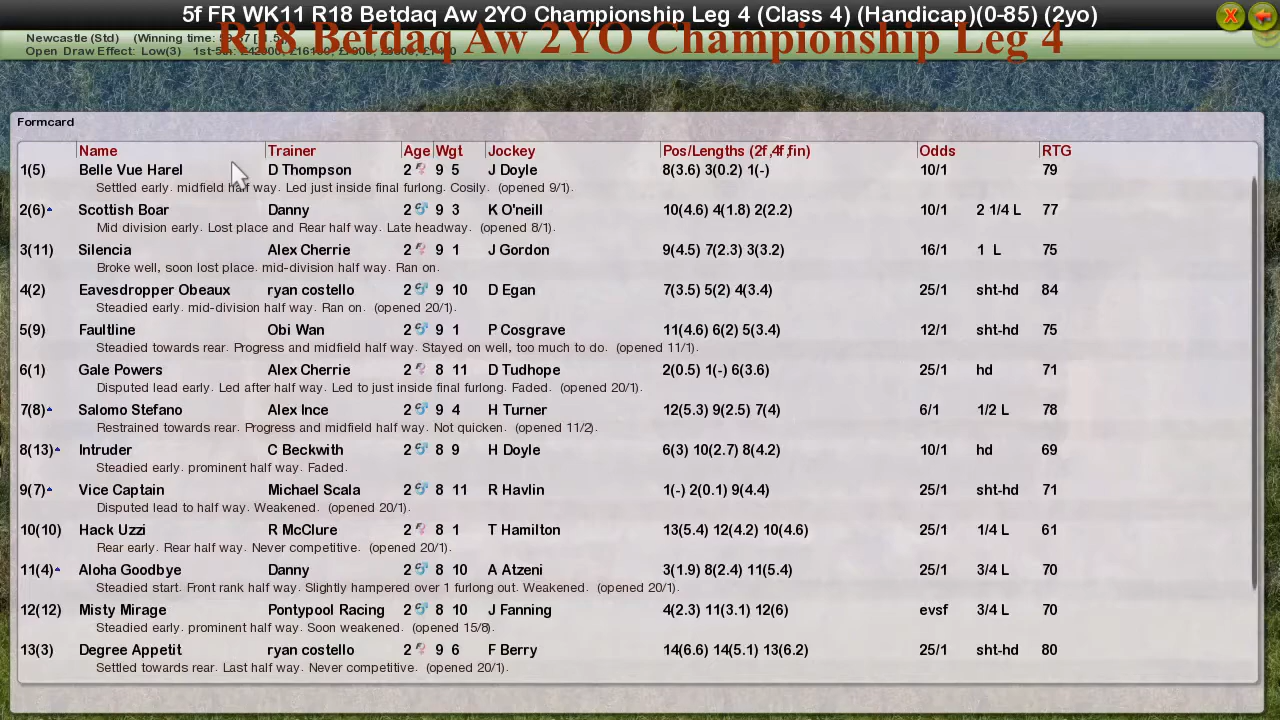 5f FR WK11 R18 Betdaq Aw 2YO Championship Leg 4 (Class 4) (Handicap)(0-85) (2yo)
R18 Betdaq Aw 2YO Championship Leg 4
Newcastle (Std) (Winning time:
Open Draw Effect: Low(3) 1st-5th:
Formcard
Name Trainer Age Wgt Jockey Pos/Lengths (2f,4f,fin) Odds RTG
1(5) Belle Vue Harel D Thompson 2 9 5 J Doyle 8(3.6) 3(0.2) 1(-) 10/1 79
Settled early. midfield half way. Led just inside final furlong. Cosily. (opened 9/1).
2(6) Scottish Boar Danny 2 9 3 K O'neill 10(4.6) 4(1.8) 2(2.2) 10/1 2 1/4 L 77
Mid division early. Lost place and Rear half way. Late headway. (opened 8/1).
3(11) Silencia Alex Cherrie 2 9 1 J Gordon 9(4.5) 7(2.3) 3(3.2) 16/1 1 L 75
Broke well, soon lost place. mid-division half way. Ran on.
4(2) Eavesdropper Obeaux ryan costello 2 9 10 D Egan 7(3.5) 5(2) 4(3.4) 25/1 sht-hd 84
Steadied early. mid-division half way. Ran on. (opened 20/1).
5(9) Faultline Obi Wan 2 9 1 P Cosgrave 11(4.6) 6(2) 5(3.4) 12/1 sht-hd 75
Steadied towards rear. Progress and midfield half way. Stayed on well, too much to do. (opened 11/1).
6(1) Gale Powers Alex Cherrie 2 8 11 D Tudhope 2(0.5) 1(-) 6(3.6) 25/1 hd 71
Disputed lead early. Led after half way. Led to just inside final furlong. Faded. (opened 20/1).
7(8) Salomo Stefano Alex Ince 2 9 4 H Turner 12(5.3) 9(2.5) 7(4) 6/1 1/2 L 78
Restrained towards rear. Progress and midfield half way. Not quicken. (opened 11/2).
8(13) Intruder C Beckwith 2 8 9 H Doyle 6(3) 10(2.7) 8(4.2) 10/1 hd 69
Steadied early. prominent half way. Faded.
9(7) Vice Captain Michael Scala 2 8 11 R Havlin 1(-) 2(0.1) 9(4.4) 25/1 sht-hd 71
Disputed lead to half way. Weakened. (opened 20/1).
10(10) Hack Uzzi R McClure 2 8 1 T Hamilton 13(5.4) 12(4.2) 10(4.6) 25/1 1/4 L 61
Rear early. Rear half way. Never competitive. (opened 20/1).
11(4) Aloha Goodbye Danny 2 8 10 A Atzeni 3(1.9) 8(2.4) 11(5.4) 25/1 3/4 L 70
Steadied start. Front rank half way. Slightly hampered over 1 furlong out. Weakened. (opened 20/1).
12(12) Misty Mirage Pontypool Racing 2 8 10 J Fanning 4(2.3) 11(3.1) 12(6) evsf 3/4 L 70
Steadied early. prominent half way. Soon weakened. (opened 15/8).
13(3) Degree Appetit ryan costello 2 9 6 F Berry 14(6.6) 14(5.1) 13(6.2) 25/1 sht-hd 80
Settled towards rear. Last half way. Never competitive. (opened 20/1).